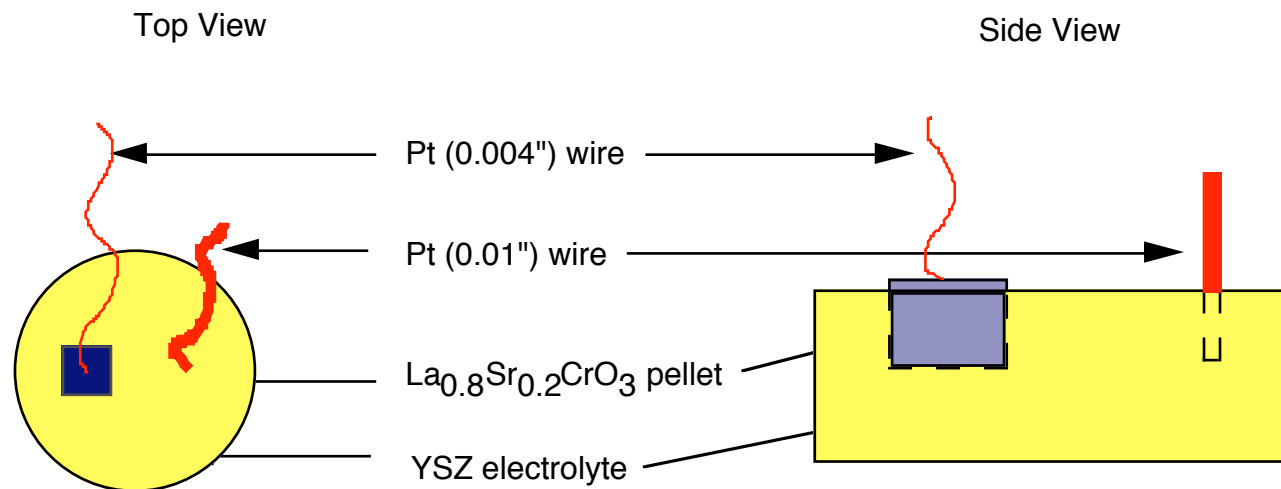 Top View
Side View
Pt (0.004") wire
Pt (0.01") wire
La0.8Sr0.2CrO3 pellet
YSZ electrolyte